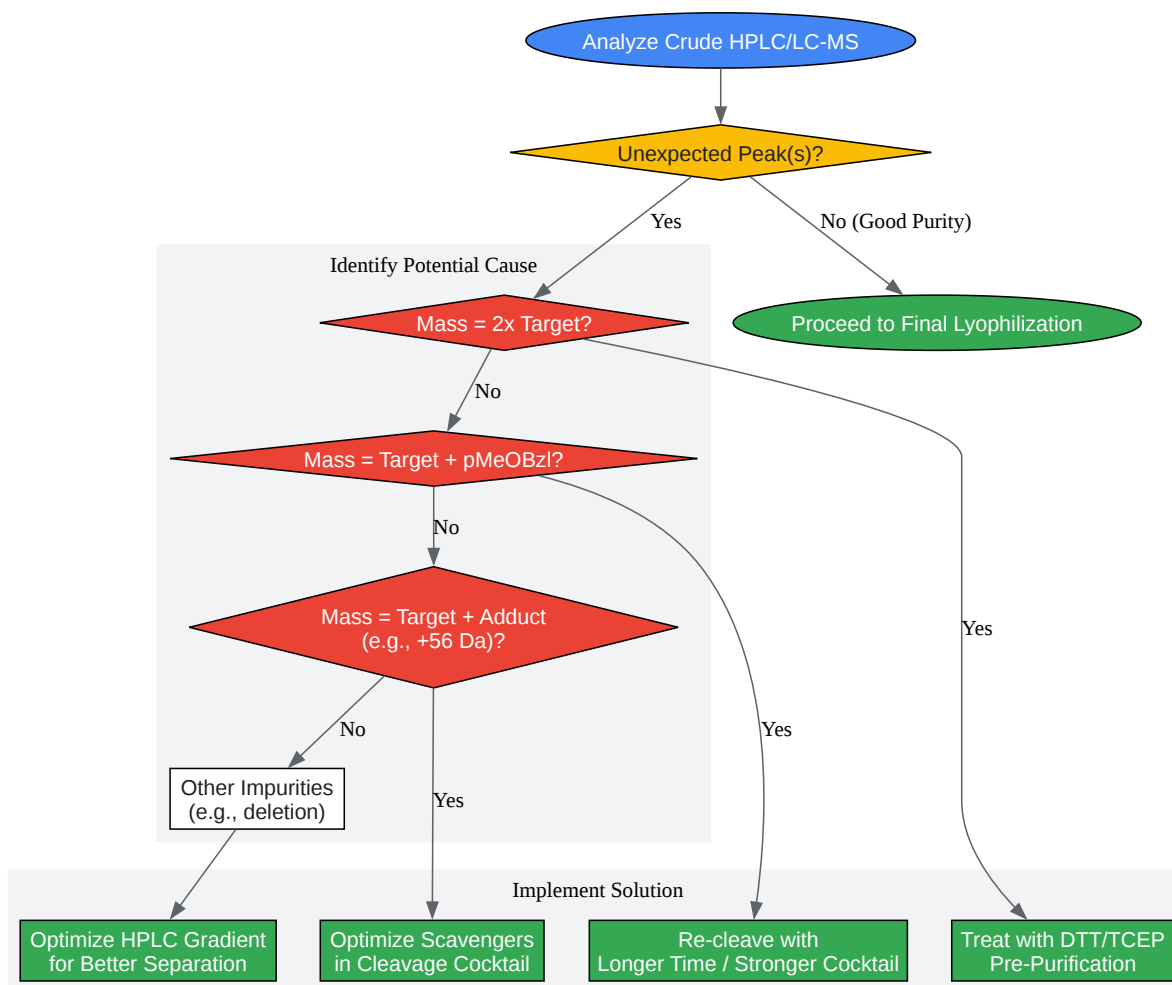 Analyze Crude HPLC/LC-MS
Unexpected Peak(s)?
Yes
No (Good Purity)
Identify Potential Cause
Mass = 2x Target?
Proceed to Final Lyophilization
No
Mass = Target + pMeOBzl?
No
Mass = Target + Adduct
(e.g., +56 Da)?
Yes
No
Yes
Other Impurities
(e.g., deletion)
Yes
Implement Solution
Optimize HPLC Gradient
for Better Separation
Optimize Scavengers
in Cleavage Cocktail
Re-cleave with
Longer Time / Stronger Cocktail
Treat with DTT/TCEP
Pre-Purification